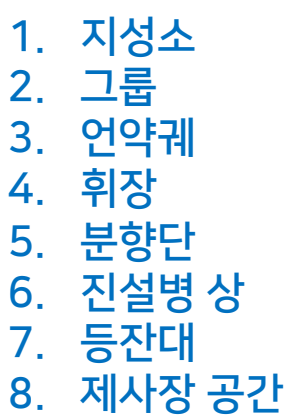 1. 지성소
2. 그룹
3. 언약궤
4. 휘장
5. 분향단
6. 진설병 상
7. 등잔대
8. 제사장 공간